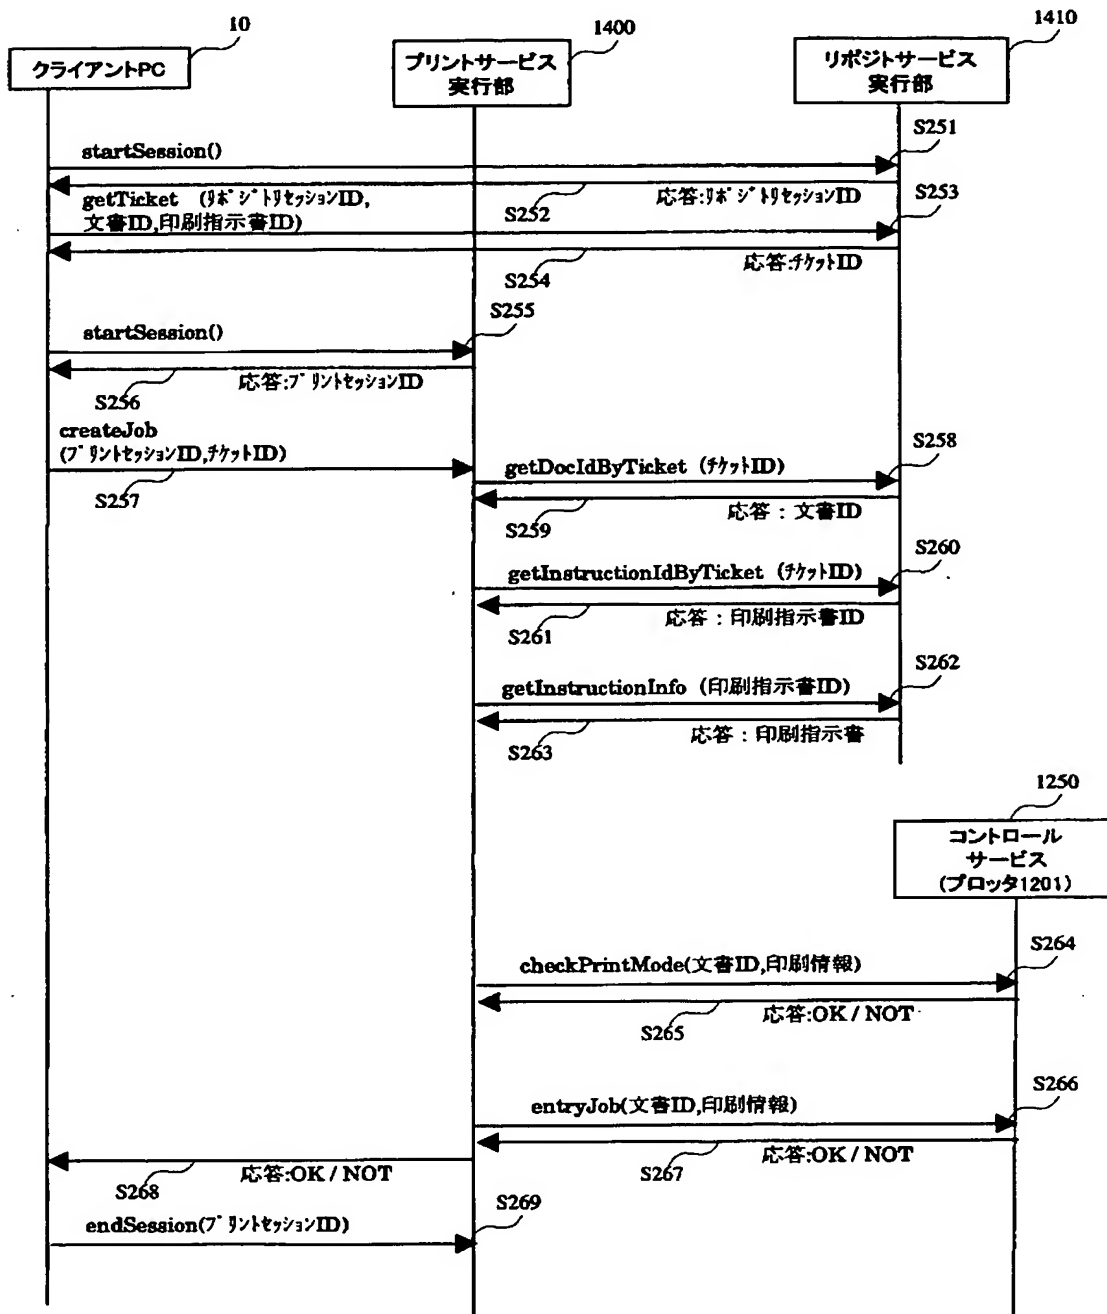 10
1400
1410
クライアントPC
プリントサービス
実行部
リポジトサービス
実行部
S251
startSession()
getTicket (ﾘﾎﾟｼﾞﾄﾘｾｯｼｮﾝID,
文書ID,印刷指示書ID)
S252
応答:ﾘﾎﾟｼﾞﾄﾘｾｯｼｮﾝID
S253
S254
応答:ﾁｹｯﾄID
S255
startSession()
応答:ﾌﾟﾘﾝﾄｾｯｼｮﾝID
S256
createJob
(ﾌﾟﾘﾝﾄｾｯｼｮﾝID,ﾁｹｯﾄID)
S257
S258
getDocIdByTicket (ﾁｹｯﾄID)
S259
応答:文書ID
S260
getInstructionIdByTicket (ﾁｹｯﾄID)
S261
応答:印刷指示書ID
S262
getInstructionInfo (印刷指示書ID)
S263
応答:印刷指示書
1250
コントロール
サービス
(プロッタ1201)
S264
checkPrintMode(文書ID,印刷情報)
S265
応答:OK / NOT
S266
entryJob(文書ID,印刷情報)
S267
応答:OK / NOT
S268
応答:OK / NOT
S269
endSession(ﾌﾟﾘﾝﾄｾｯｼｮﾝID)